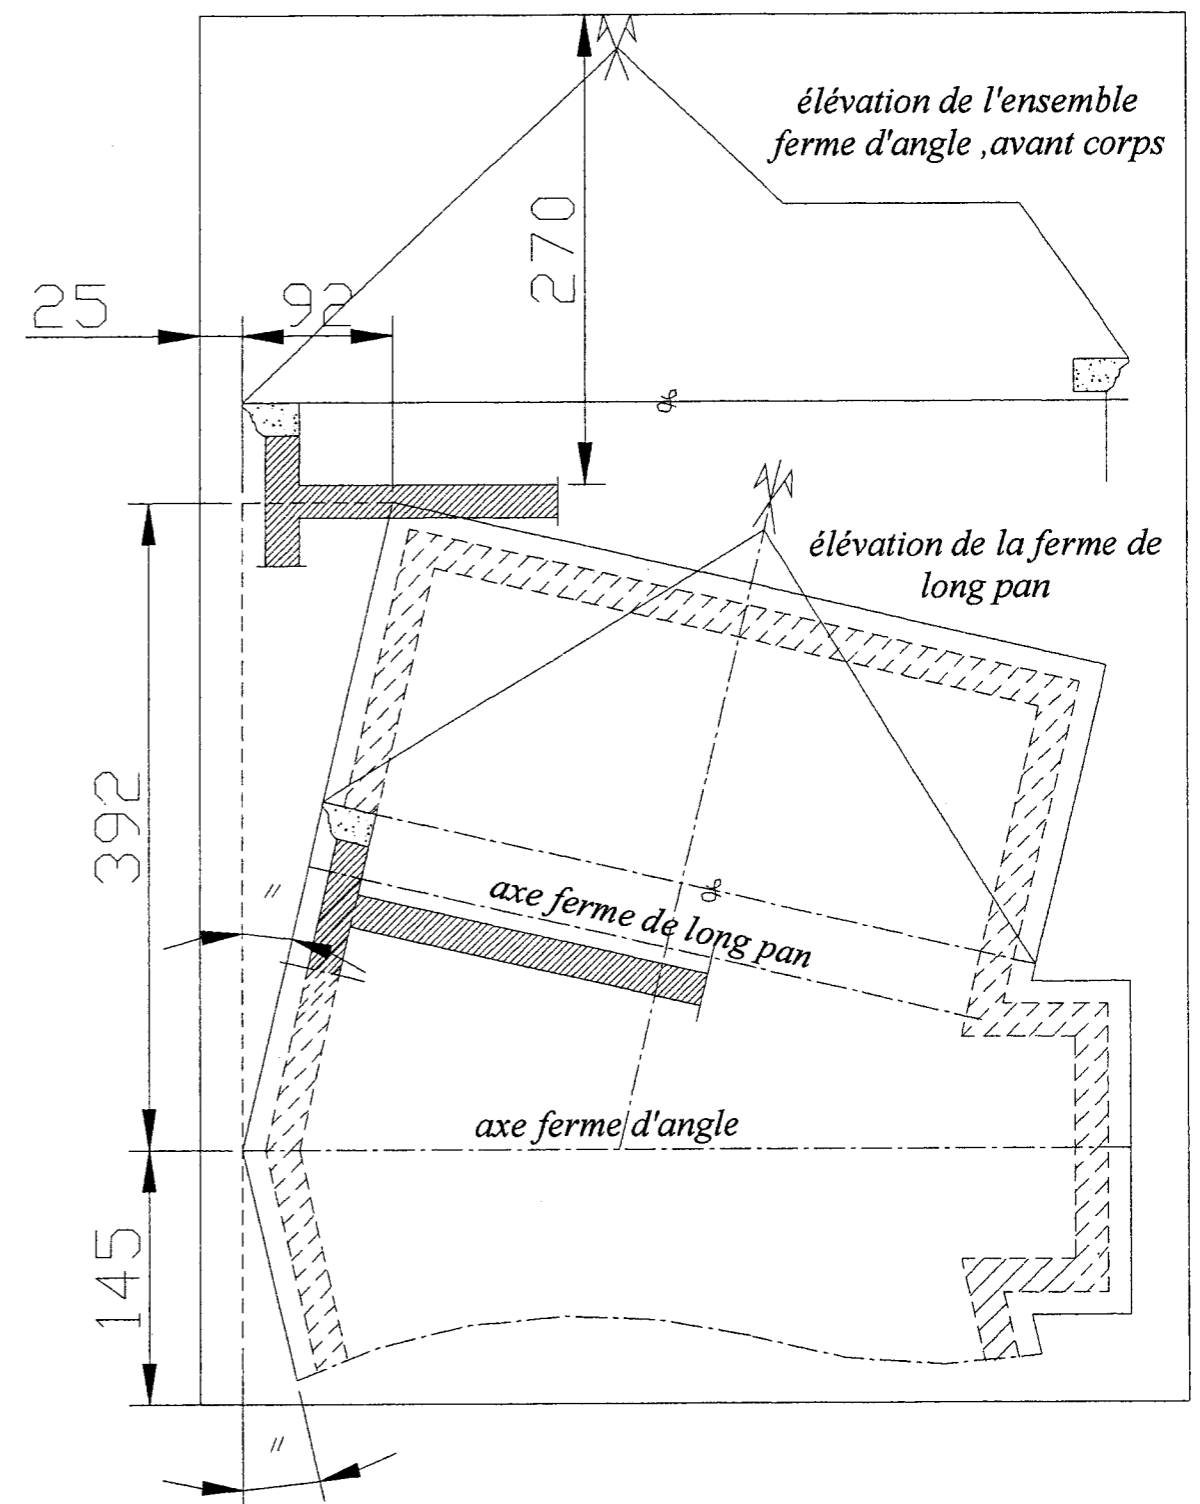 élévation de l'ensemble
ferme d'angle ,avant corps
270
25
92
élévation de la ferme de
long pan
392
axe ferme de long pan
axe ferme d'angle
145